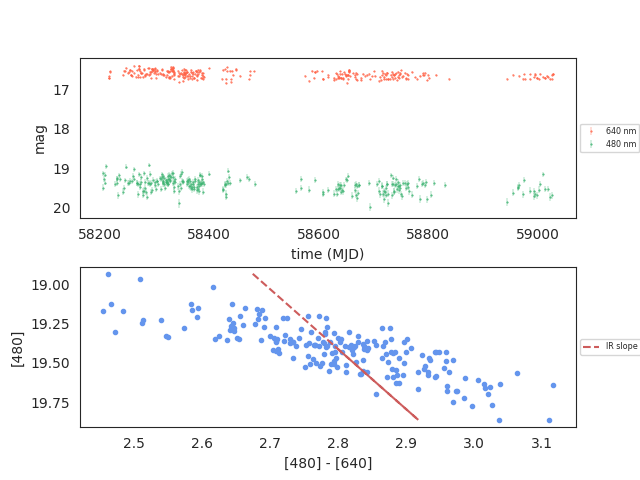 17
18
19
20
mag
58200 58400 58600 58800 59000
time (MJD)
640 nm
480 nm
19.00
19.25
19.50
19.75
[480]
2.5 2.6 2.7 2.8 2.9 3.0 3.1
[480] - [640]
IR slope